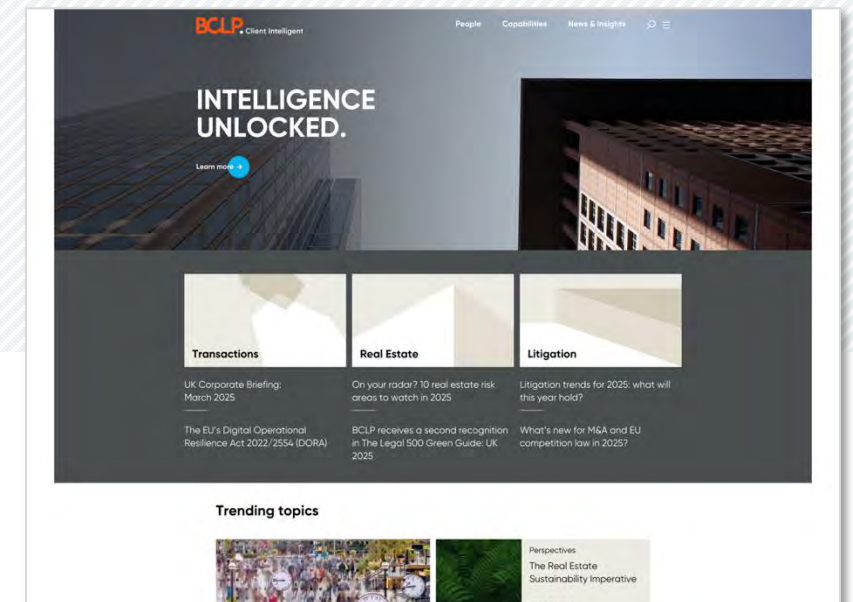 BCLP. Client Intelligent
People Capabilities News & Insights
INTELLIGENCE
UNLOCKED.
Learn more →
Transactions
Real Estate
Litigation
UK Corporate Briefing:
March 2025
On your radar? 10 real estate risk
areas to watch in 2025
Litigation trends for 2025: what will
this year hold?
The EU's Digital Operational
Resilience Act 2022/2554 (DORA)
BCLP receives a second recognition
in The Legal 500 Green Guide: UK
2025
What's new for M&A and EU
competition law in 2025?
Trending topics
Perspectives
The Real Estate
Sustainability Imperative